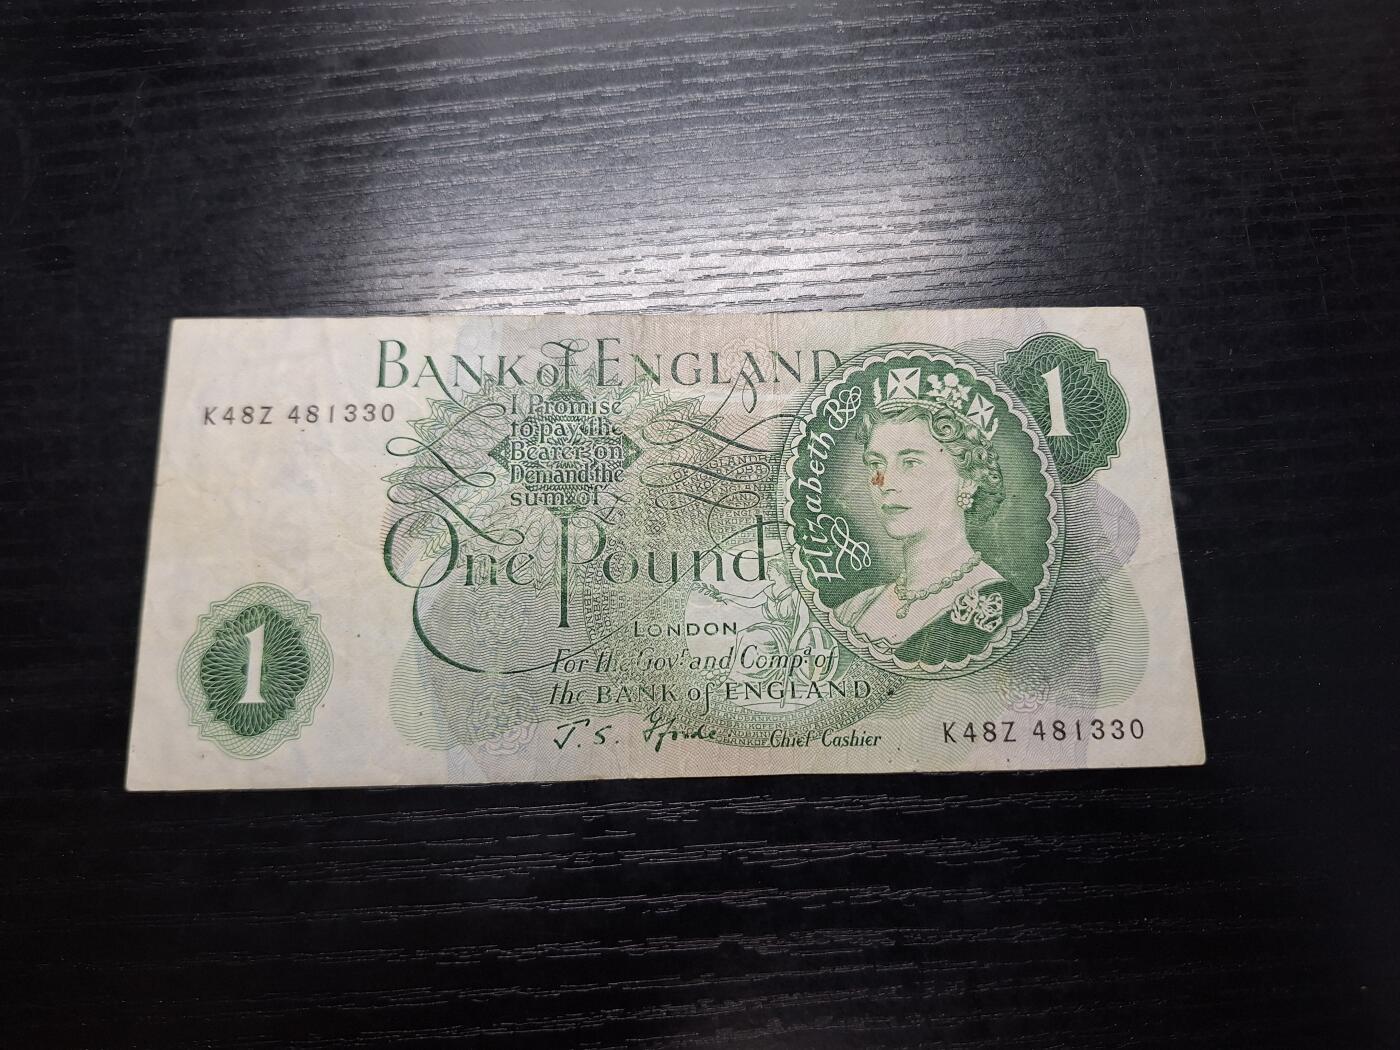 BANK of ENGLAND
K48Z 481330
I Promise
to pay the
Bearer on
Demand the
sum of
One Pound
Elizabeth R
1
1
LONDON
For the Govr. and Compa. of
the BANK of ENGLAND
J. S. Fforde Chief Cashier
K48Z 481330